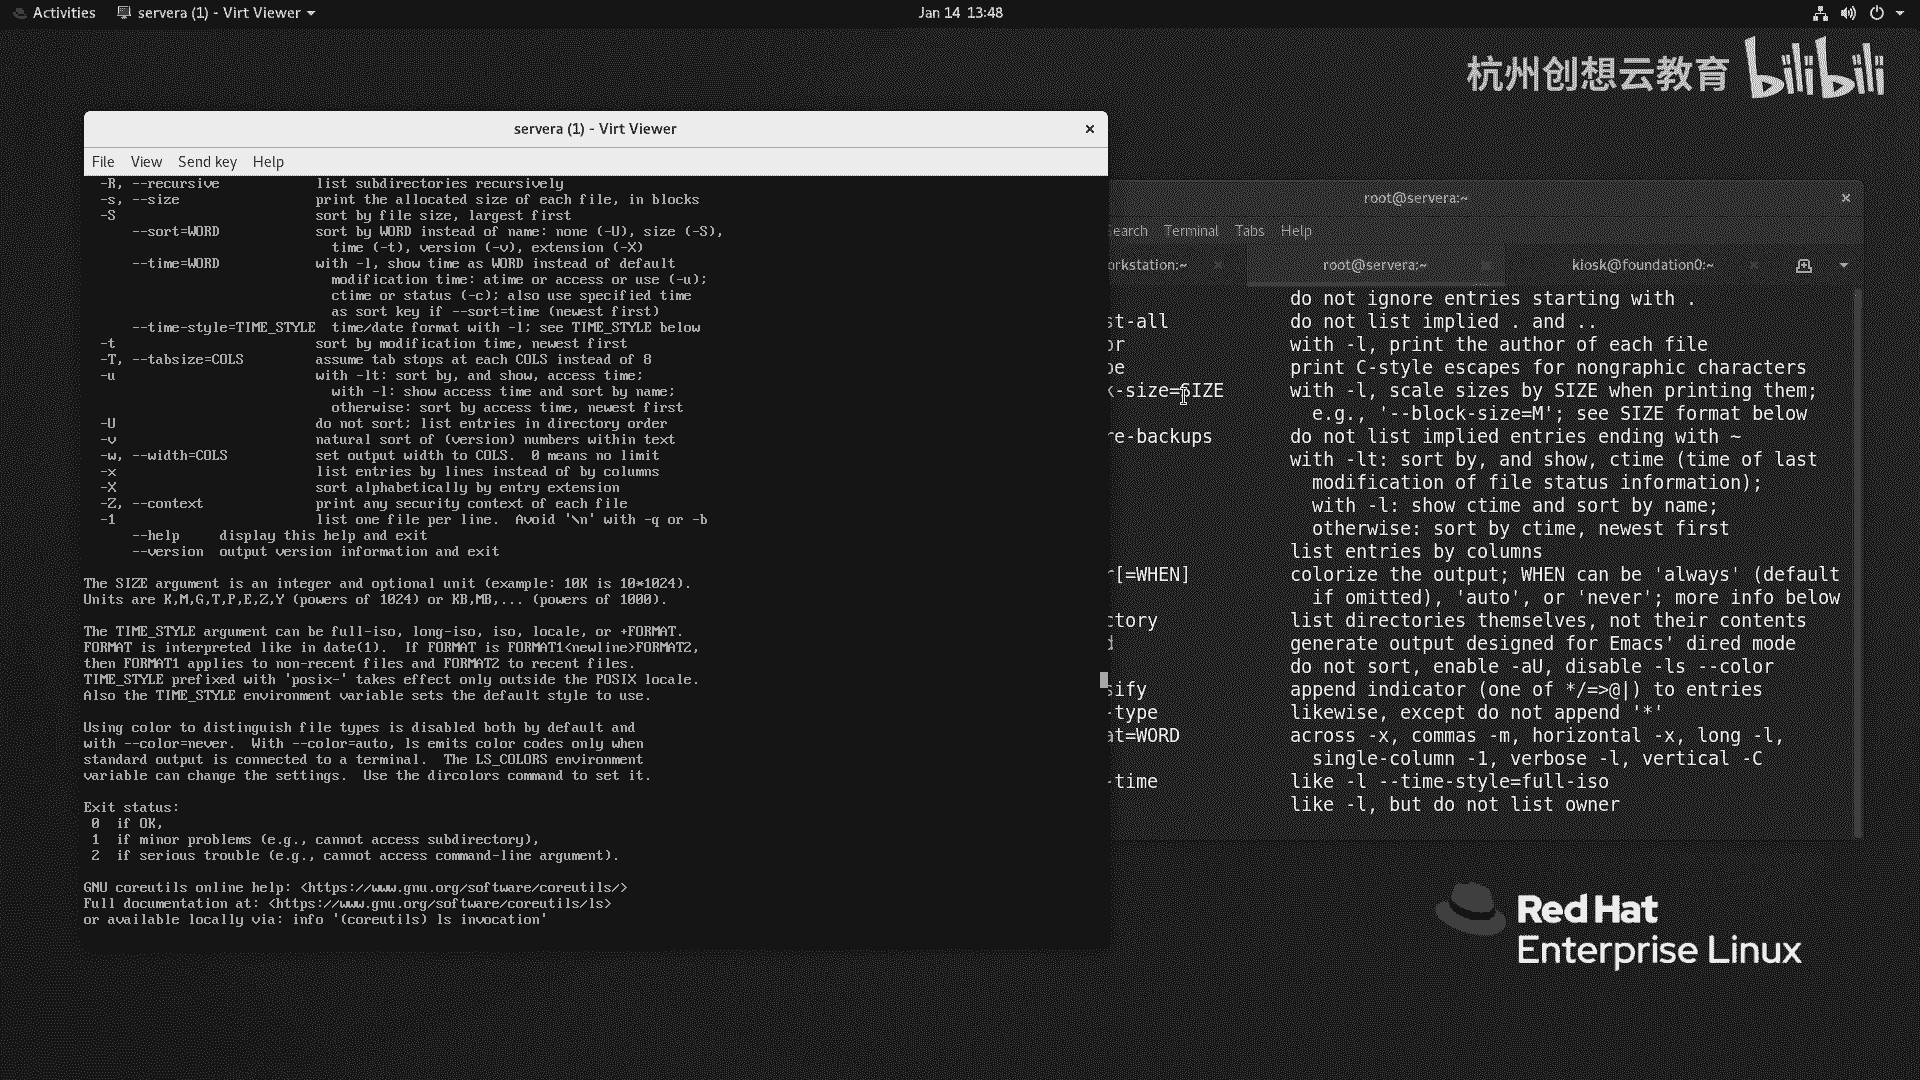 Activities
servera (1) - Virt Viewer
Jan 14 13:48
杭州创想云教育 bilibili
servera (1) - Virt Viewer
File View Send key Help
-R, --recursive list subdirectories recursively
-s, --size print the allocated size of each file, in blocks
-S sort by file size, largest first
--sort=WORD sort by WORD instead of name: none (-U), size (-S),
time (-t), version (-v), extension (-X)
--time=WORD with -l, show time as WORD instead of default
modification time: atime or access or use (-u);
ctime or status (-c); also use specified time
as sort key if --sort=time (newest first)
--time-style=TIME_STYLE time/date format with -l; see TIME_STYLE below
-t sort by modification time, newest first
-T, --tabsize=COLS assume tab stops at each COLS instead of 8
-u with -lt: sort by, and show, access time;
with -l: show access time and sort by name;
otherwise: sort by access time, newest first
-U do not sort; list entries in directory order
-v natural sort of (version) numbers within text
-w, --width=COLS set output width to COLS. 0 means no limit
-x list entries by lines instead of by columns
-X sort alphabetically by entry extension
-Z, --context print any security context of each file
-1 list one file per line. Avoid '\n' with -q or -b
--help display this help and exit
--version output version information and exit
The SIZE argument is an integer and optional unit (example: 10K is 10*1024).
Units are K,M,G,T,P,E,Z,Y (powers of 1024) or KB,MB,... (powers of 1000).
The TIME_STYLE argument can be full-iso, long-iso, iso, locale, or +FORMAT.
FORMAT is interpreted like in date(1). If FORMAT is FORMAT1<newline>FORMAT2,
then FORMAT1 applies to non-recent files and FORMAT2 to recent files.
TIME_STYLE prefixed with 'posix-' takes effect only outside the POSIX locale.
Also the TIME_STYLE environment variable sets the default style to use.
Using color to distinguish file types is disabled both by default and
with --color=never. With --color=auto, ls emits color codes only when
standard output is connected to a terminal. The LS_COLORS environment
variable can change the settings. Use the dircolors command to set it.
Exit status:
0 if OK,
1 if minor problems (e.g., cannot access subdirectory),
2 if serious trouble (e.g., cannot access command-line argument).
GNU coreutils online help: <https://www.gnu.org/software/coreutils/>
Full documentation at: <https://www.gnu.org/software/coreutils/ls>
or available locally via: info '(coreutils) ls invocation'
root@servera:~
earch Terminal Tabs Help
orkstation:~ root@servera:~ kiosk@foundation0:~
do not ignore entries starting with .
st-all do not list implied . and ..
or with -l, print the author of each file
pe print C-style escapes for nongraphic characters
k-size=SIZE with -l, scale sizes by SIZE when printing them;
e.g., '--block-size=M'; see SIZE format below
re-backups do not list implied entries ending with ~
with -lt: sort by, and show, ctime (time of last
modification of file status information);
with -l: show ctime and sort by name;
otherwise: sort by ctime, newest first
list entries by columns
r[=WHEN] colorize the output; WHEN can be 'always' (default
if omitted), 'auto', or 'never'; more info below
ctory list directories themselves, not their contents
d generate output designed for Emacs' dired mode
do not sort, enable -aU, disable -ls --color
sify append indicator (one of */=>@|) to entries
-type likewise, except do not append '*'
at=WORD across -x, commas -m, horizontal -x, long -l,
single-column -1, verbose -l, vertical -C
-time like -l --time-style=full-iso
like -l, but do not list owner
Red Hat
Enterprise Linux